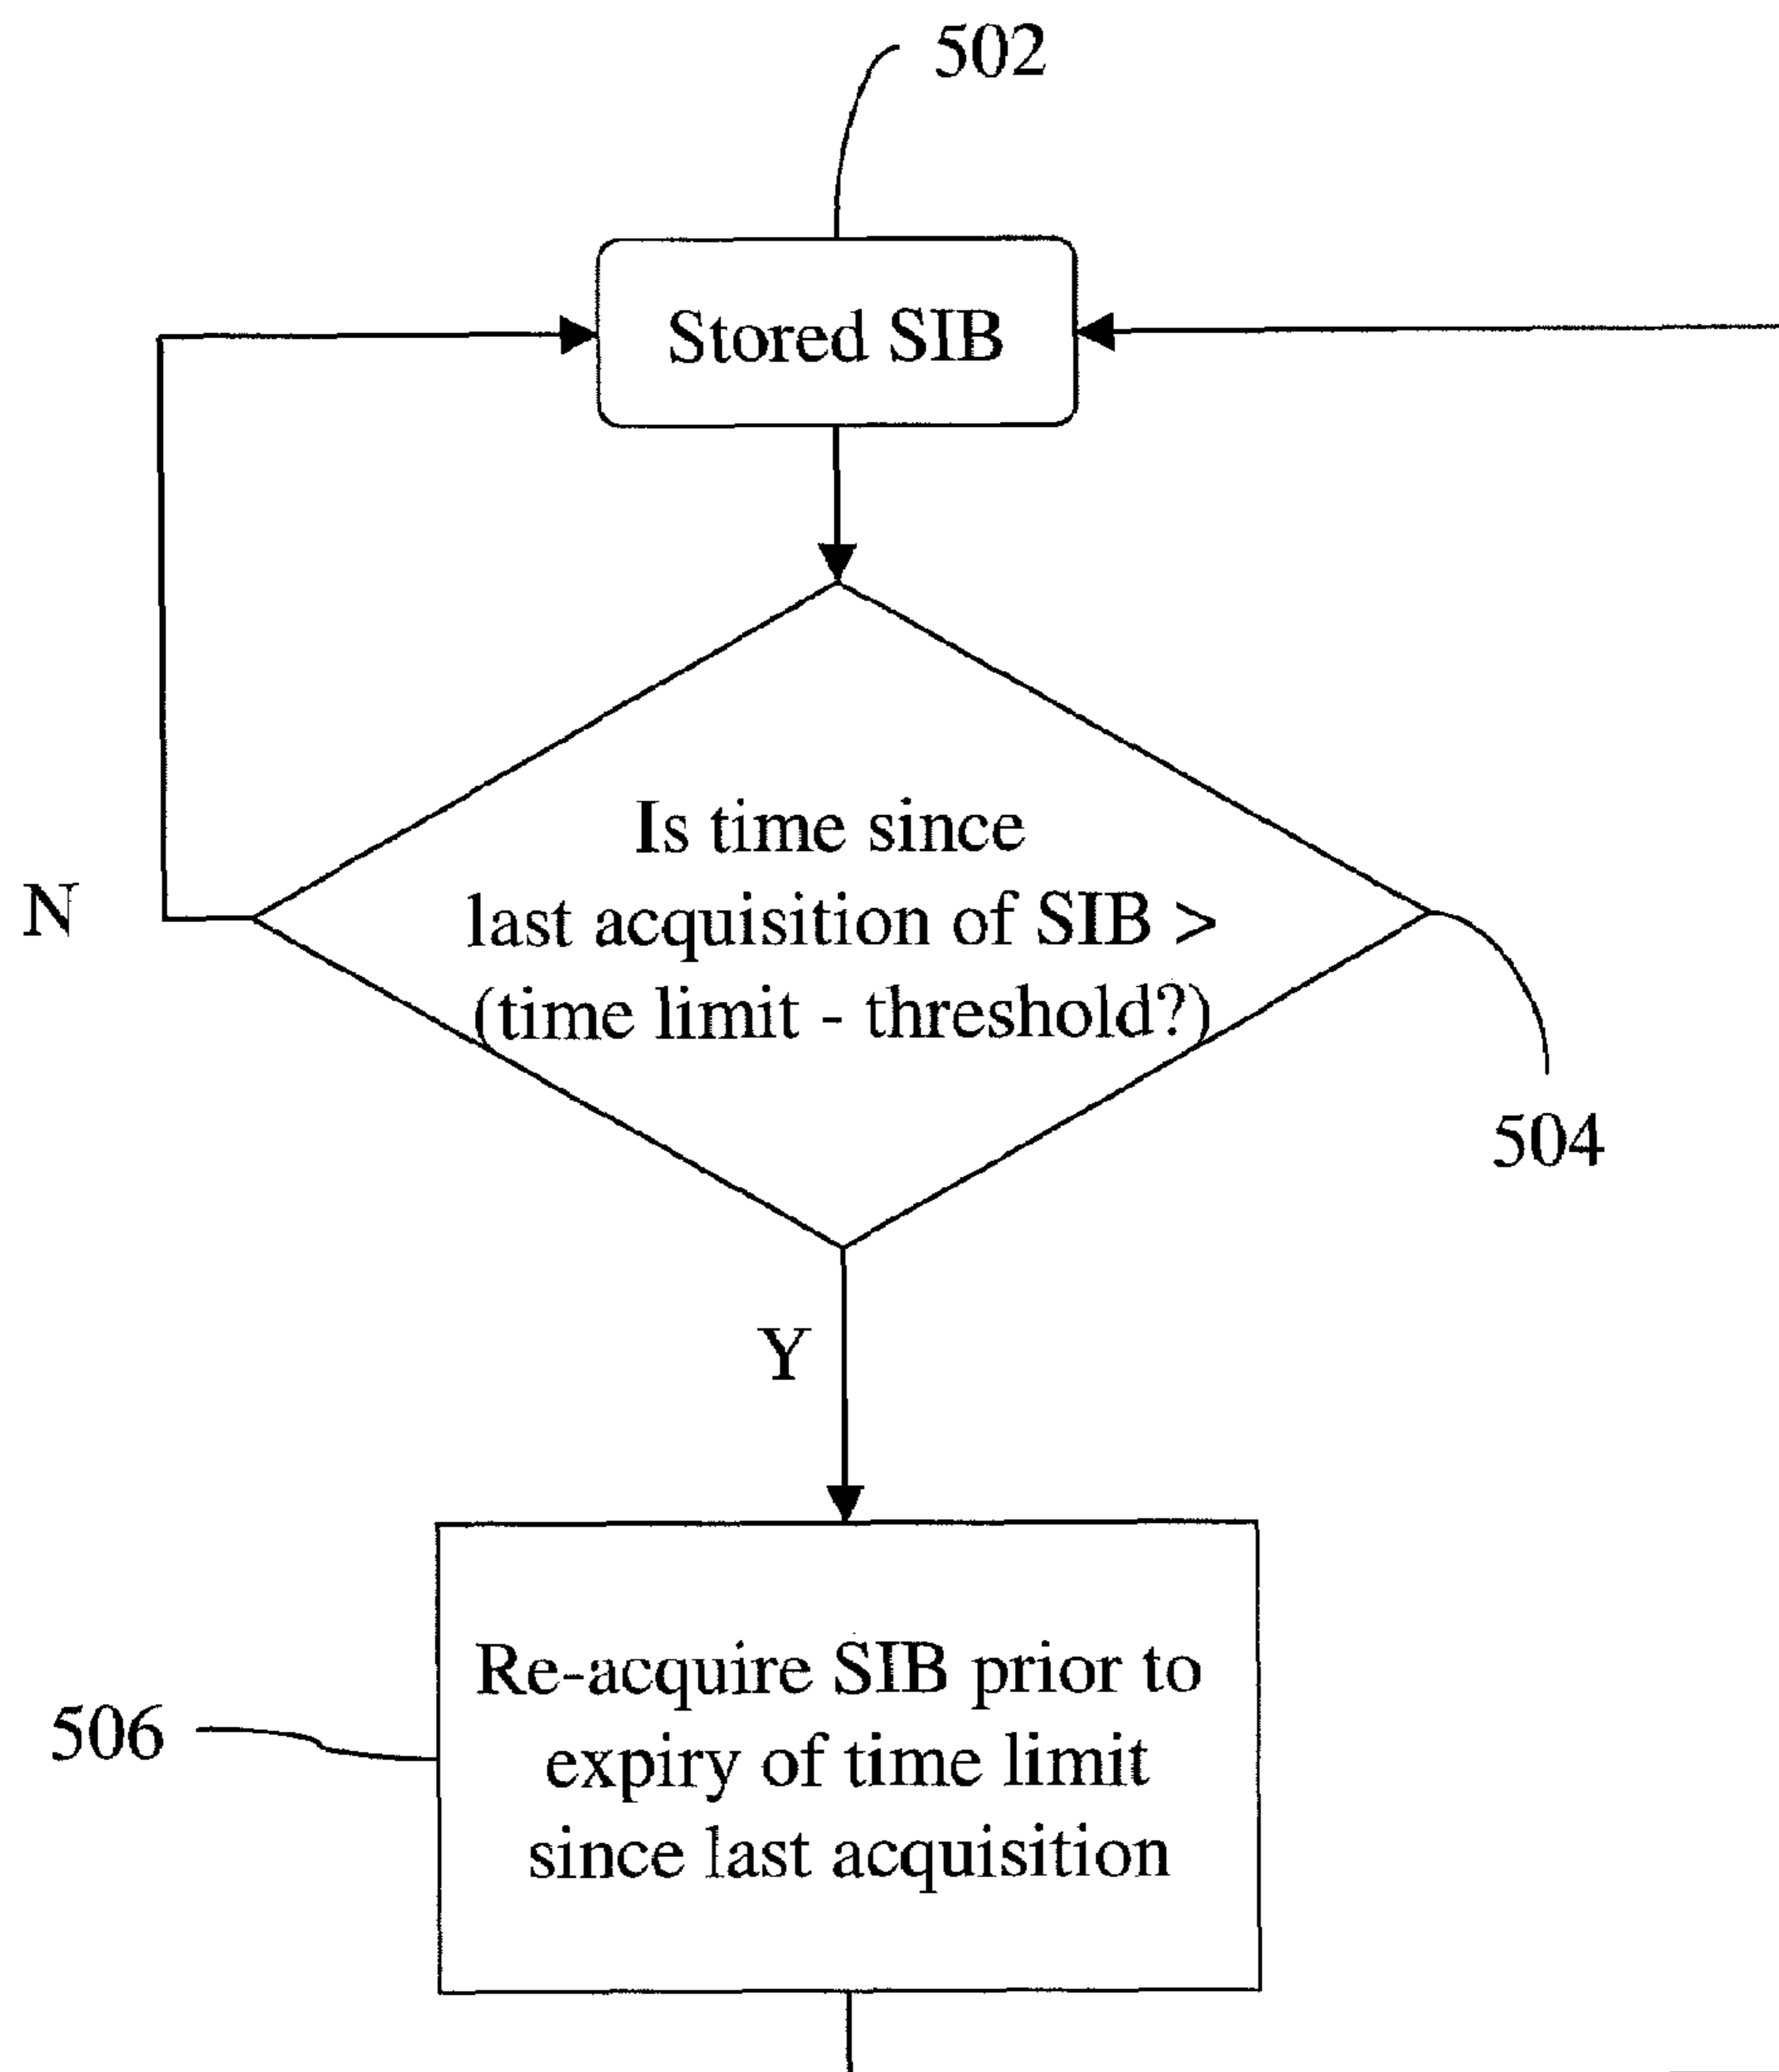 502
Stored SIB
Is time since
last acquisition of SIB >
(time limit - threshold?)
N
504
Y
Re-acquire SIB prior to
expiry of time limit
since last acquisition
506